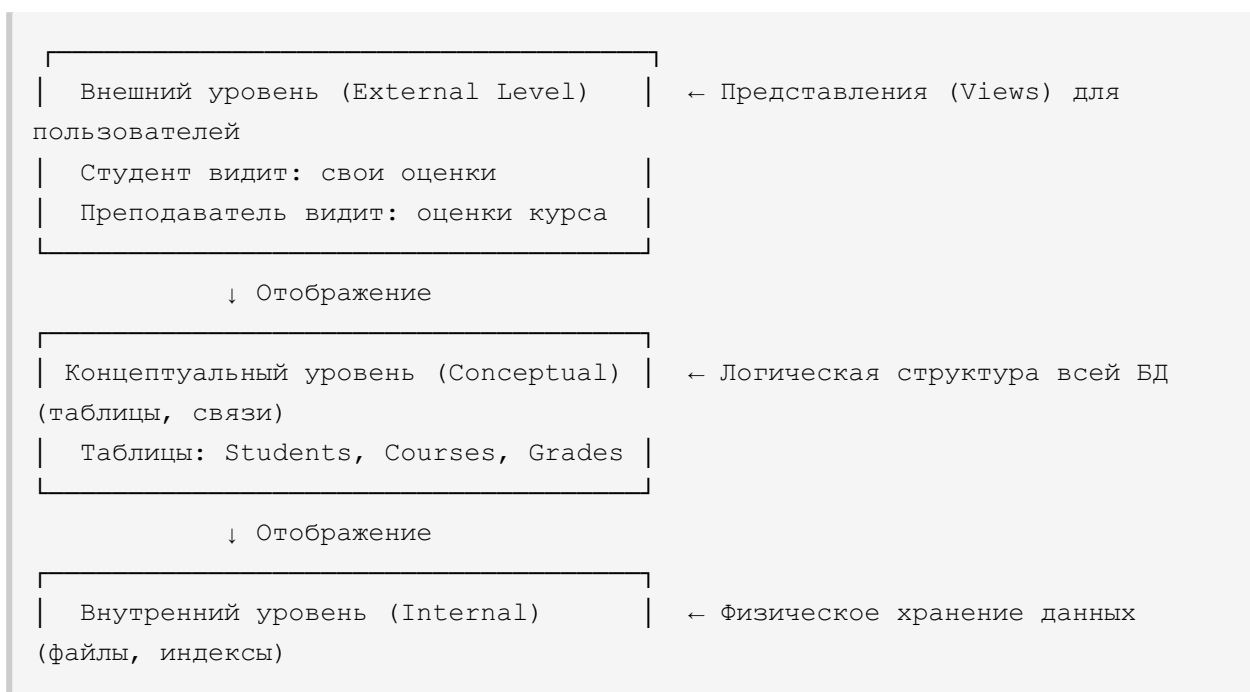 Внешний уровень (External Level) ← Представления (Views) для
пользователей
Студент видит: свои оценки
Преподаватель видит: оценки курса
↓ Отображение
Концептуальный уровень (Conceptual) ← Логическая структура всей БД
(таблицы, связи)
Таблицы: Students, Courses, Grades
↓ Отображение
Внутренний уровень (Internal) ← Физическое хранение данных
(файлы, индексы)